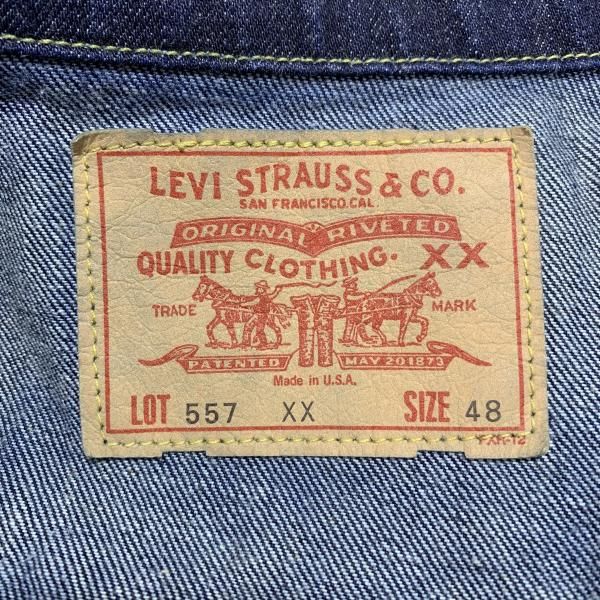 LEVI STRAUSS & CO.
SAN FRANCISCO.CAL
ORIGINAL RIVETED
QUALITY CLOTHING. XX
TRADE MARK
PATENTED MAY 20 1873
Made in U.S.A.
LOT 557 XX SIZE 48